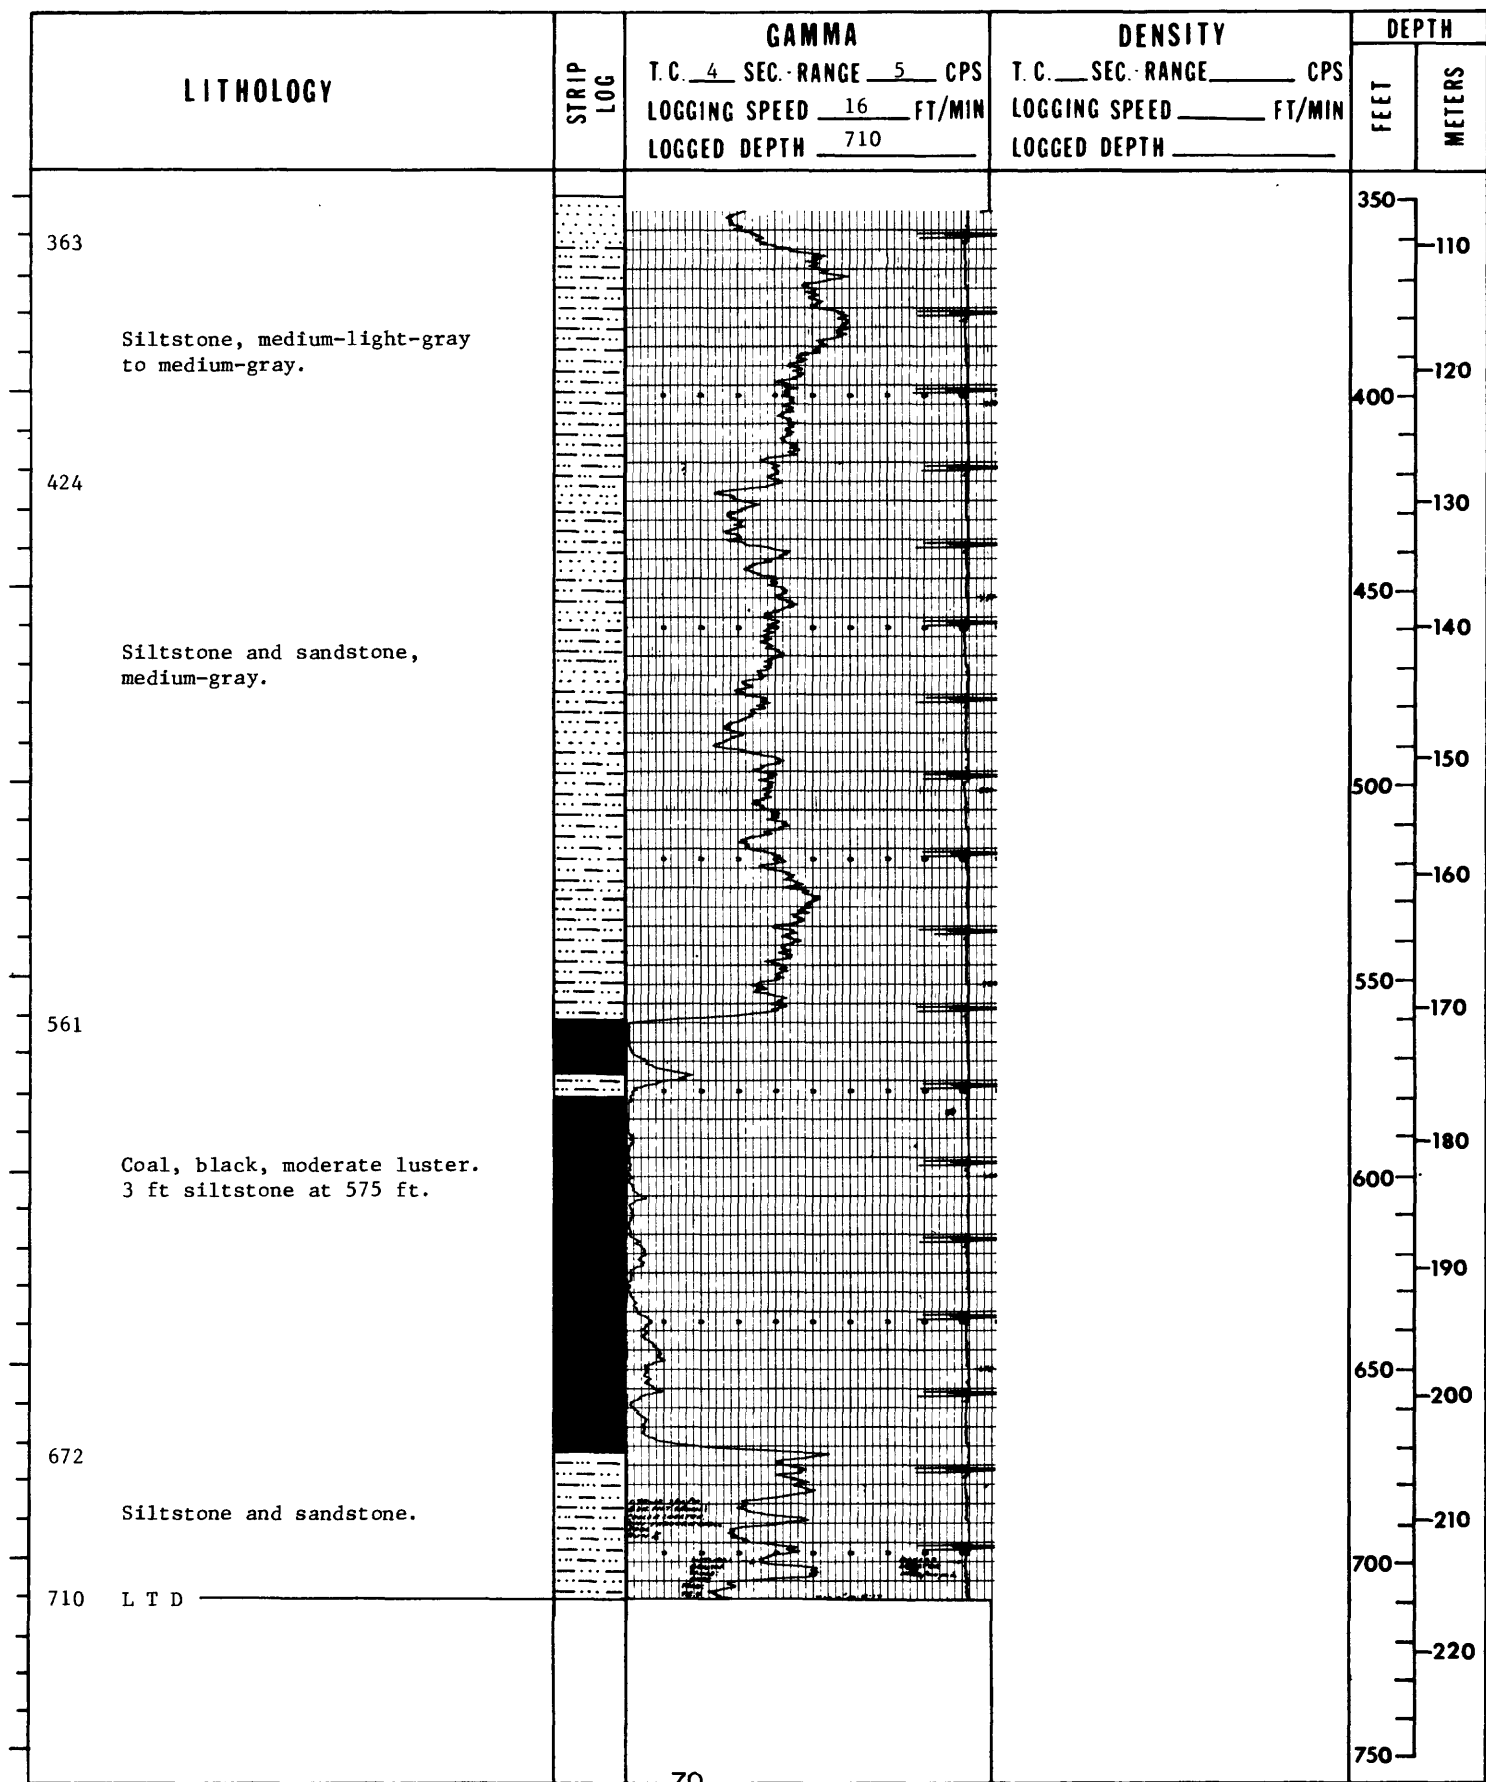 LITHOLOGY
STRIP LOG
GAMMA
T.C. 4 SEC.-RANGE 5 CPS
LOGGING SPEED 16 FT/MIN
LOGGED DEPTH 710
DENSITY
T.C. SEC.-RANGE CPS
LOGGING SPEED FT/MIN
LOGGED DEPTH
DEPTH
FEET
METERS
363
Siltstone, medium-light-gray
to medium-gray.
424
Siltstone and sandstone,
medium-gray.
561
Coal, black, moderate luster.
3 ft siltstone at 575 ft.
672
Siltstone and sandstone.
710 L T D
350
400
450
500
550
600
650
700
750
110
120
130
140
150
160
170
180
190
200
210
220